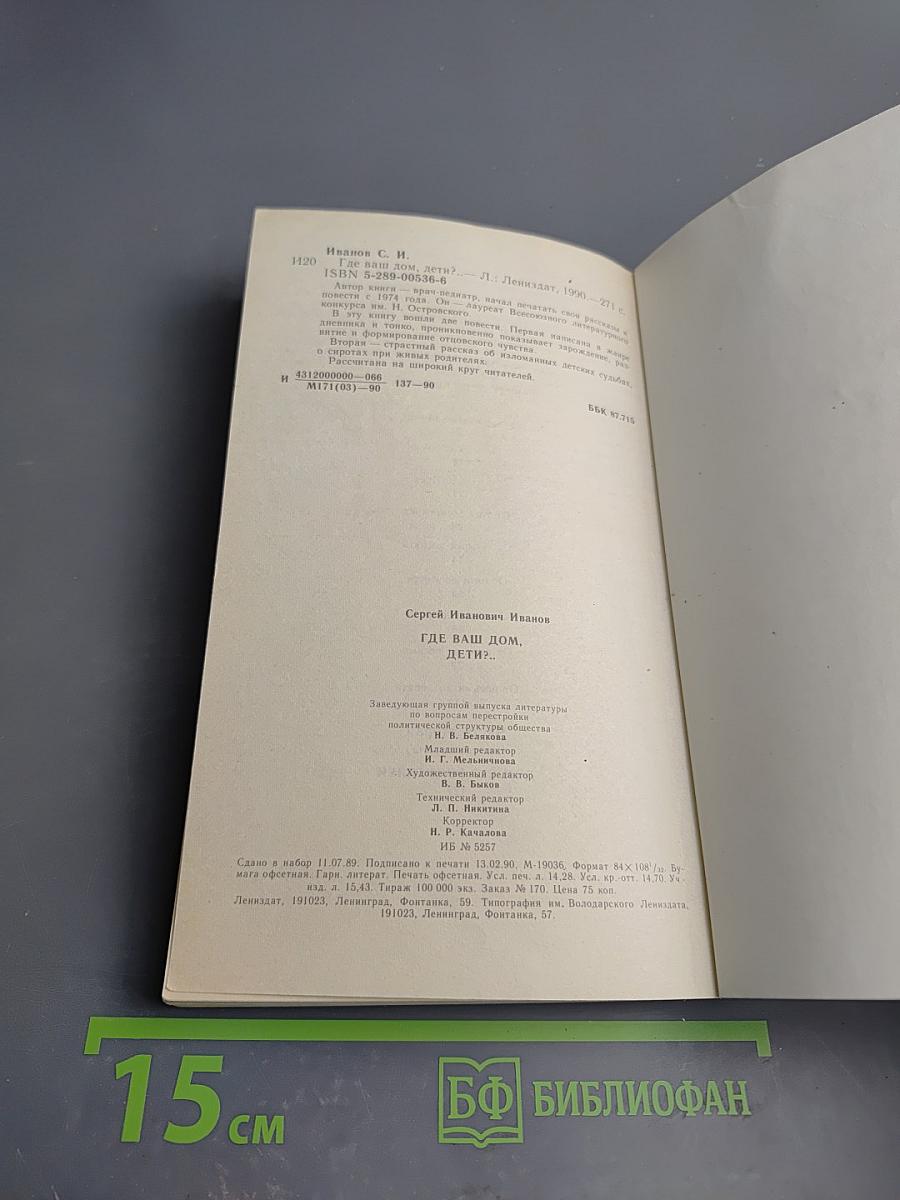 Иванов С. И.
И20 Где ваш дом, дети?..— Л.: Лениздат, 1990.— 271 с.
ISBN 5-289-00536-6
Автор книги — врач-педиатр, начал печатать свои рассказы и
повести с 1974 года. Он — лауреат Всесоюзного литературного
конкурса им. Н. Островского.
В эту книгу вошли две повести. Первая написана в жанре
дневника и тонко, проникновенно показывает зарождение, раз-
витие и формирование отцовского чувства.
Вторая — страстный рассказ об изломанных детских судьбах,
о сиротах при живых родителях.
Рассчитана на широкий круг читателей.
И 4312000000—066
М171(03)—90 137—90
ББК 87.715
Сергей Иванович Иванов
ГДЕ ВАШ ДОМ,
ДЕТИ?..
Заведующая группой выпуска литературы
по вопросам перестройки
политической структуры общества
Н. В. Белякова
Младший редактор
И. Г. Мельничнова
Художественный редактор
В. В. Быков
Технический редактор
Л. П. Никитина
Корректор
Н. Р. Качалова
ИБ № 5257
Сдано в набор 11.07.89. Подписано к печати 13.02.90. М-19036. Формат 84×108¹/₃₂. Бу-
мага офсетная. Гарн. литерат. Печать офсетная. Усл. печ. л. 14,28. Усл. кр.-отт. 14,70. Уч.-
изд. л. 15,43. Тираж 100 000 экз. Заказ № 170. Цена 75 коп.
Лениздат, 191023, Ленинград, Фонтанка, 59. Типография им. Володарского Лениздата,
191023, Ленинград, Фонтанка, 57.
15 см
БФ БИБЛИОФАН